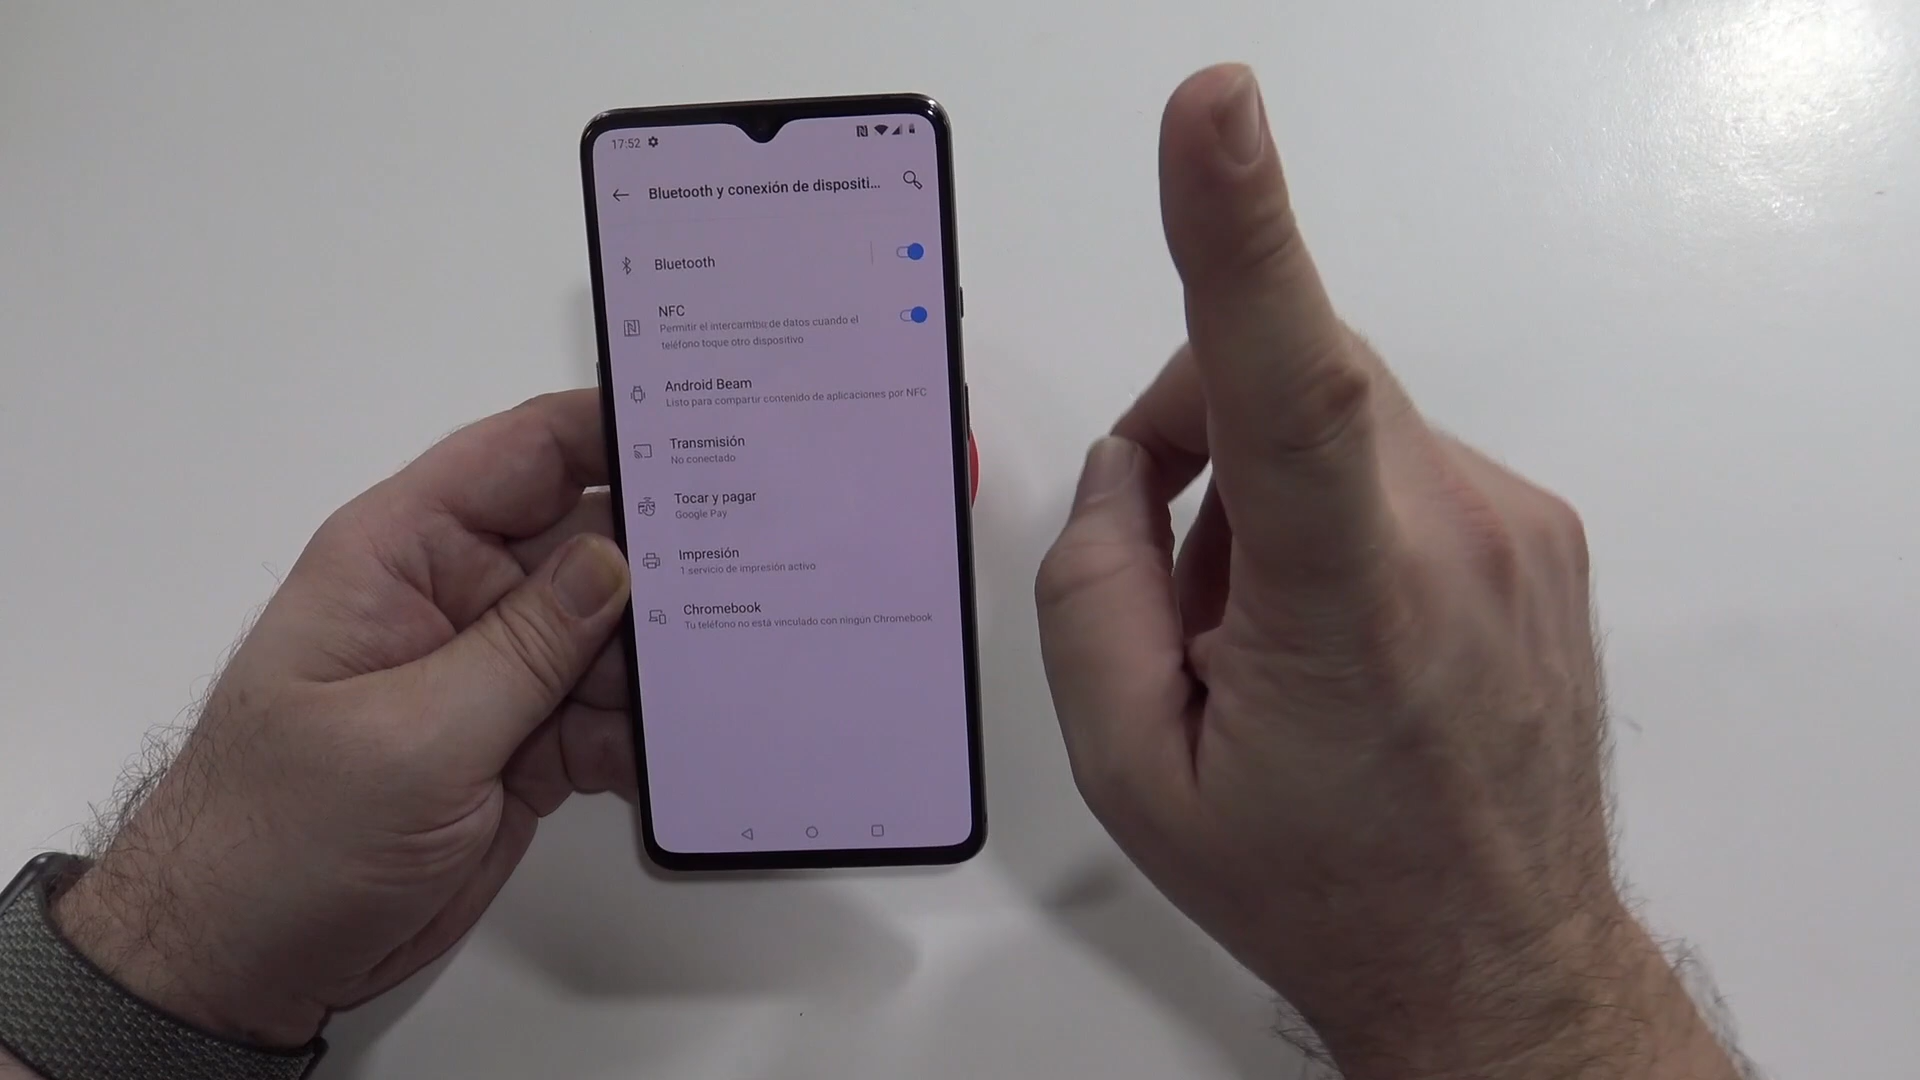 17:52
Bluetooth y conexión de dispositi...
Bluetooth
NFC
Permitir el intercambio de datos cuando el
teléfono toque otro dispositivo
Android Beam
Listo para compartir contenido de aplicaciones por NFC
Transmisión
No conectado
Tocar y pagar
Google Pay
Impresión
1 servicio de impresión activo
Chromebook
Tu teléfono no está vinculado con ningún Chromebook